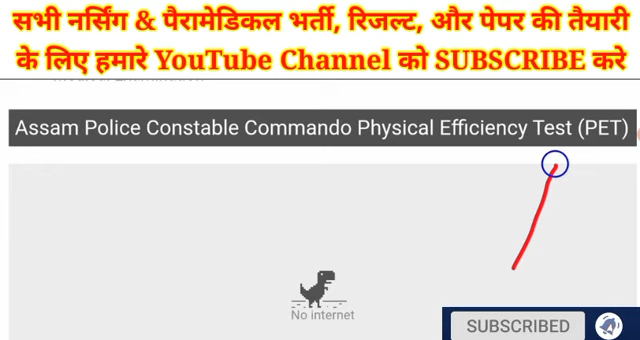 सभी नर्सिंग & पैरामेडिकल भर्ती, रिजल्ट, और पेपर की तैयारी
के लिए हमारे YouTube Channel को SUBSCRIBE करे
Assam Police Constable Commando Physical Efficiency Test (PET)
No internet
SUBSCRIBED